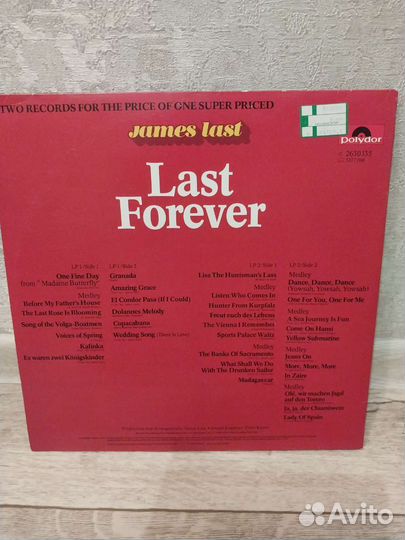 TWO RECORDS FOR THE PRICE OF ONE SUPER PR!CED
james last
Polydor
2630135
Last
Forever
LP 1/Side 1
One Fine Day
from "Madame Butterfly"
Medley
Before My Father's House
The Last Rose Is Blooming
Song of the Volga-Boatmen
Voices of Spring
Kalinka
Es waren zwei Königskinder
LP 1/Side 2
Granada
Amazing Grace
El Condor Pasa (If I Could)
Dolannes Melody
Copacabana
Wedding Song (There Is Love)
LP 2/Side 1
Like The Huntsman's Lass
Medley
Listen Who Comes In
Hunter From Kurpfalz
Freut euch des Lebens
The Vienna I Remember
Sports Palace Waltz
Medley
The Banks Of Sacramento
What Shall We Do
With The Drunken Sailor
Madagascar
LP 2/Side 2
Medley
Dance, Dance, Dance
(Yowsah, Yowsah, Yowsah)
One For You, One For Me
Medley
A Sea Journey Is Fun
Come On Hansi
Yellow Submarine
Medley
Jeans On
More, More, More
In Zaire
Medley
Olé, wir machen Jagd
auf den Torero
Ja, ja, der Chiantiwein
Lady Of Spain
Avito